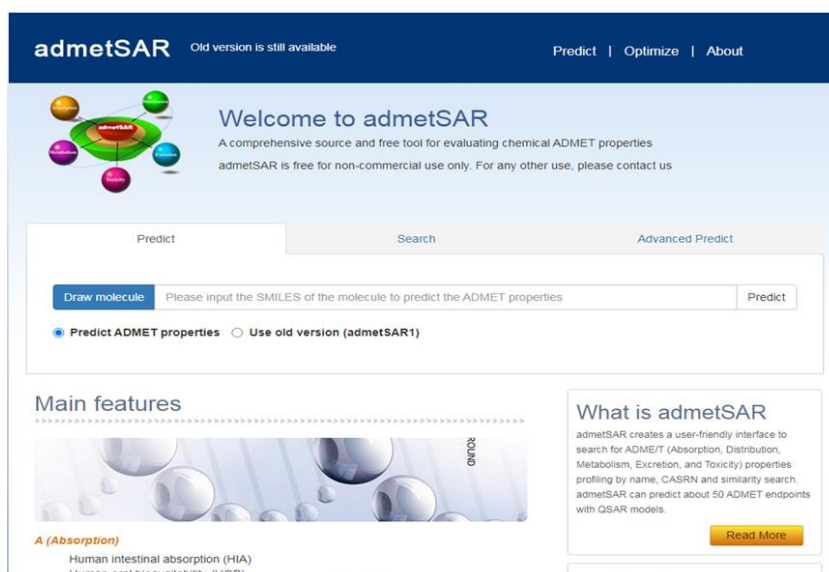 admetSAR Old version is still available Predict | Optimize | About
admetSAR
Welcome to admetSAR
A comprehensive source and free tool for evaluating chemical ADMET properties
admetSAR is free for non-commercial use only. For any other use, please contact us
Predict Search Advanced Predict
Draw molecule Please input the SMILES of the molecule to predict the ADMET properties Predict
Predict ADMET properties Use old version (admetSAR1)
Main features
ROUND
A (Absorption)
Human intestinal absorption (HIA)
What is admetSAR
admetSAR creates a user-friendly interface to
search for ADME/T (Absorption, Distribution,
Metabolism, Excretion, and Toxicity) properties
profiling by name, CASRN and similarity search.
admetSAR can predict about 50 ADMET endpoints
with QSAR models.
Read More